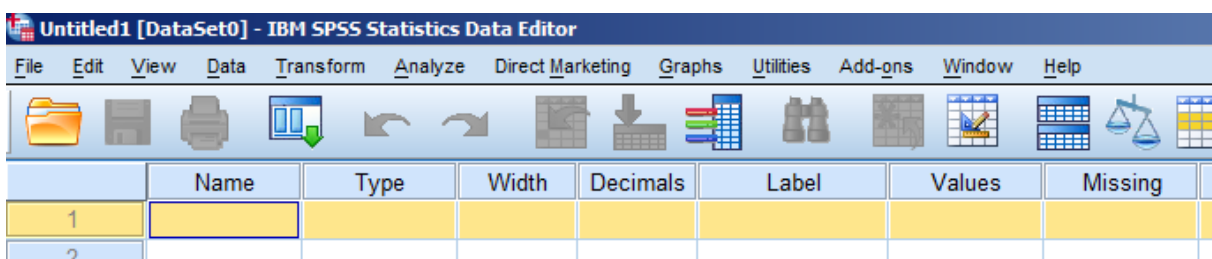 Untitled1 [DataSet0] - IBM SPSS Statistics Data Editor
File Edit View Data Transform Analyze Direct Marketing Graphs Utilities Add-ons Window Help
Name Type Width Decimals Label Values Missing
1
2